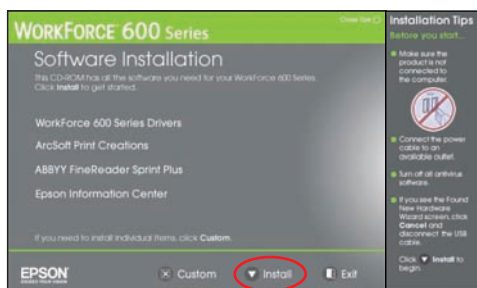 WORKFORCE 600 Series
Close Tips
Software Installation
This CD-ROM has all the software you need for your WorkForce 600 Series.
Click Install to get started.
WorkForce 600 Series Drivers
ArcSoft Print Creations
ABBYY FineReader Sprint Plus
Epson Information Center
If you need to install individual items, click Custom.
EPSON
EXCEED YOUR VISION
Custom
Install
Exit
Installation Tips
Before you start...
Make sure the
product is not
connected to
the computer.
Connect the power
cable to an
available outlet.
Turn off all antivirus
software.
If you see the Found
New Hardware
Wizard screen, click
Cancel and
disconnect the USB
cable.
Click Install to
begin.